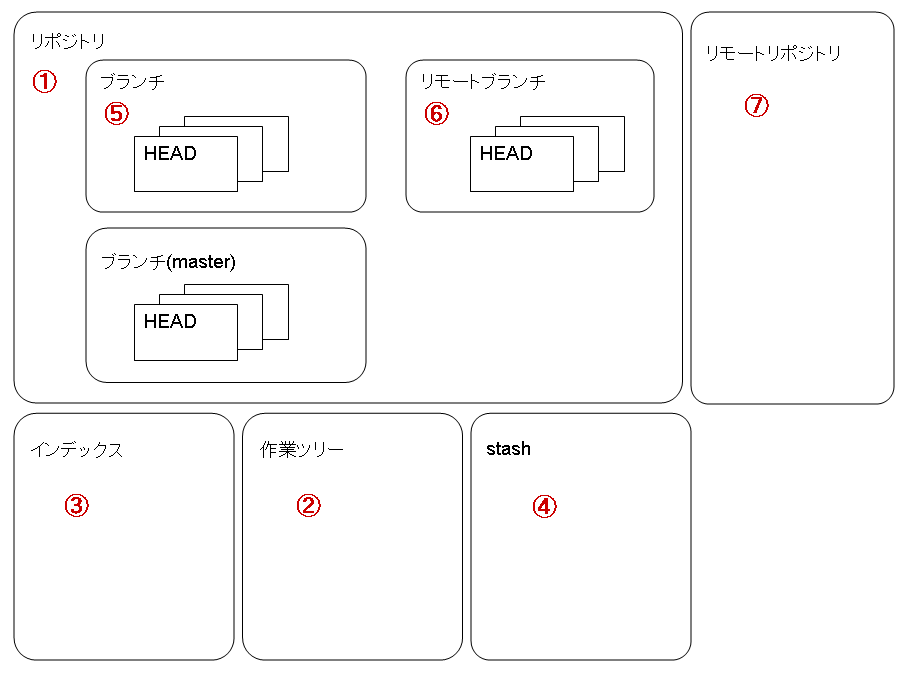 リポジトリ
①
ブランチ
⑤
HEAD
リモートブランチ
⑥
HEAD
ブランチ(master)
HEAD
リモートリポジトリ
⑦
インデックス
③
作業ツリー
②
stash
④